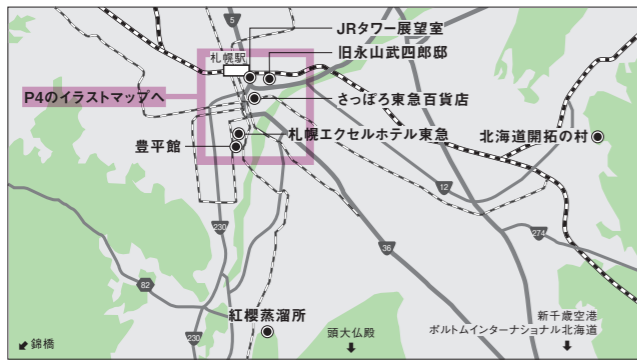 5
JRタワー展望室
札幌駅
旧永山武四郎邸
P4のイラストマップへ
さっぽろ東急百貨店
札幌エクセルホテル東急
北海道開拓の村
豊平館
12
230
36
274
82
紅櫻蒸溜所
230
錦橋
頭大仏殿
新千歳空港
ポルトムインターナショナル北海道